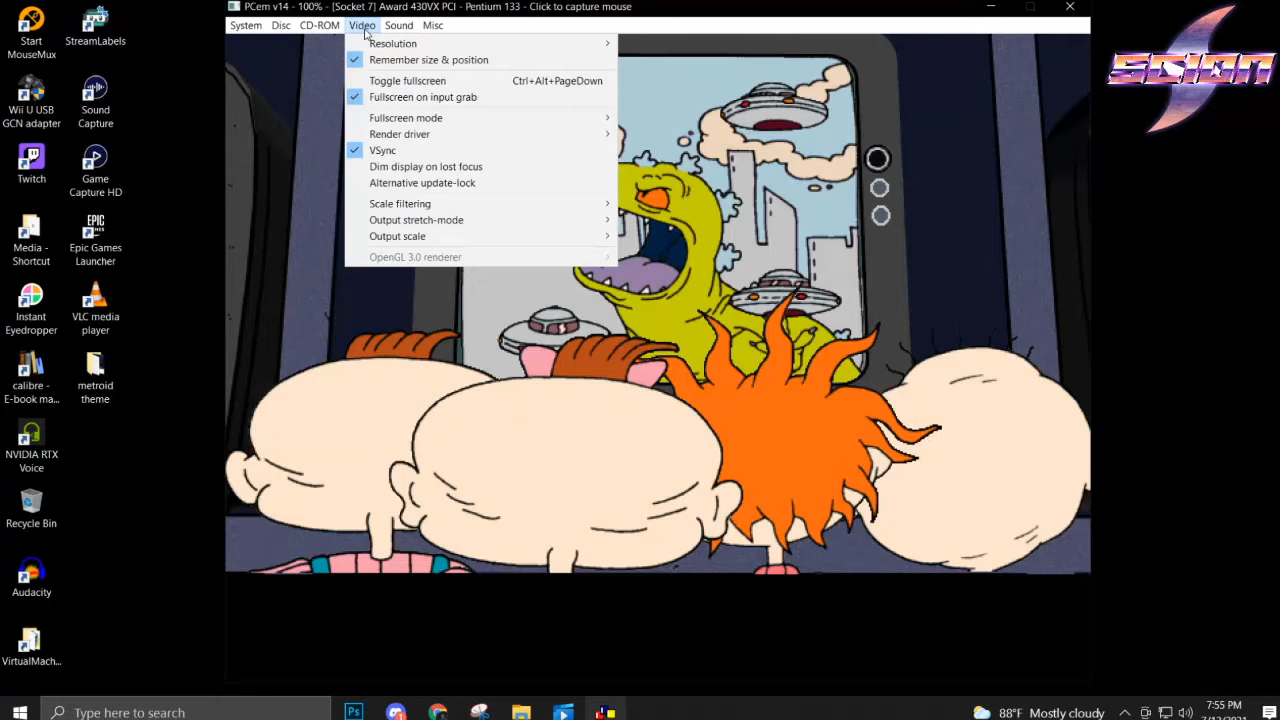 PCem v14 - 100% - [Socket 7] Award 430VX PCI - Pentium 133 - Click to capture mouse
System Disc CD-ROM Video Sound Misc
Resolution
Remember size & position
Toggle fullscreen Ctrl+Alt+PageDown
Fullscreen on input grab
Fullscreen mode
Render driver
VSync
Dim display on lost focus
Alternative update-lock
Scale filtering
Output stretch-mode
Output scale
OpenGL 3.0 renderer
Start
MouseMux
StreamLabels
Wii U USB
GCN adapter
Sound
Capture
Twitch
Game
Capture HD
Media -
Shortcut
EPIC
GAMES
Epic Games
Launcher
Instant
Eyedropper
VLC media
player
calibre -
E-book ma...
metroid
theme
NVIDIA RTX
Voice
Recycle Bin
Audacity
VirtualMach...
SCION
Type here to search
Ps
88°F Mostly cloudy
7:55 PM